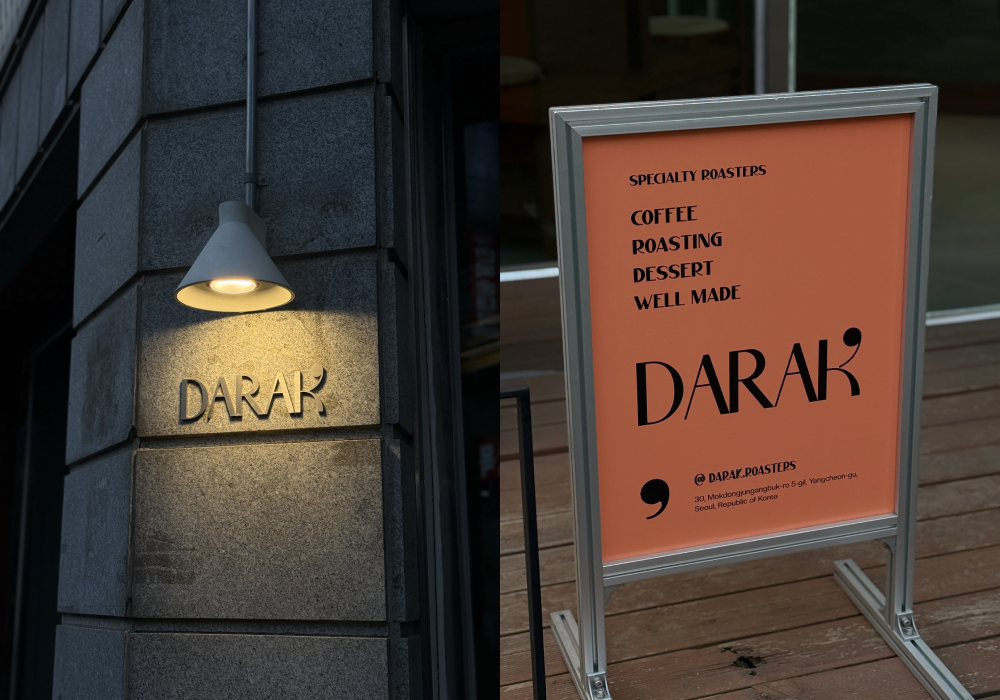 DARAK
SPECIALTY ROASTERS
COFFEE
ROASTING
DESSERT
WELL MADE
DARAK
@ DARAK.ROASTERS
30, Mokdongjungangbuk-ro 5-gil, Yangcheon-gu,
Seoul, Republic of Korea